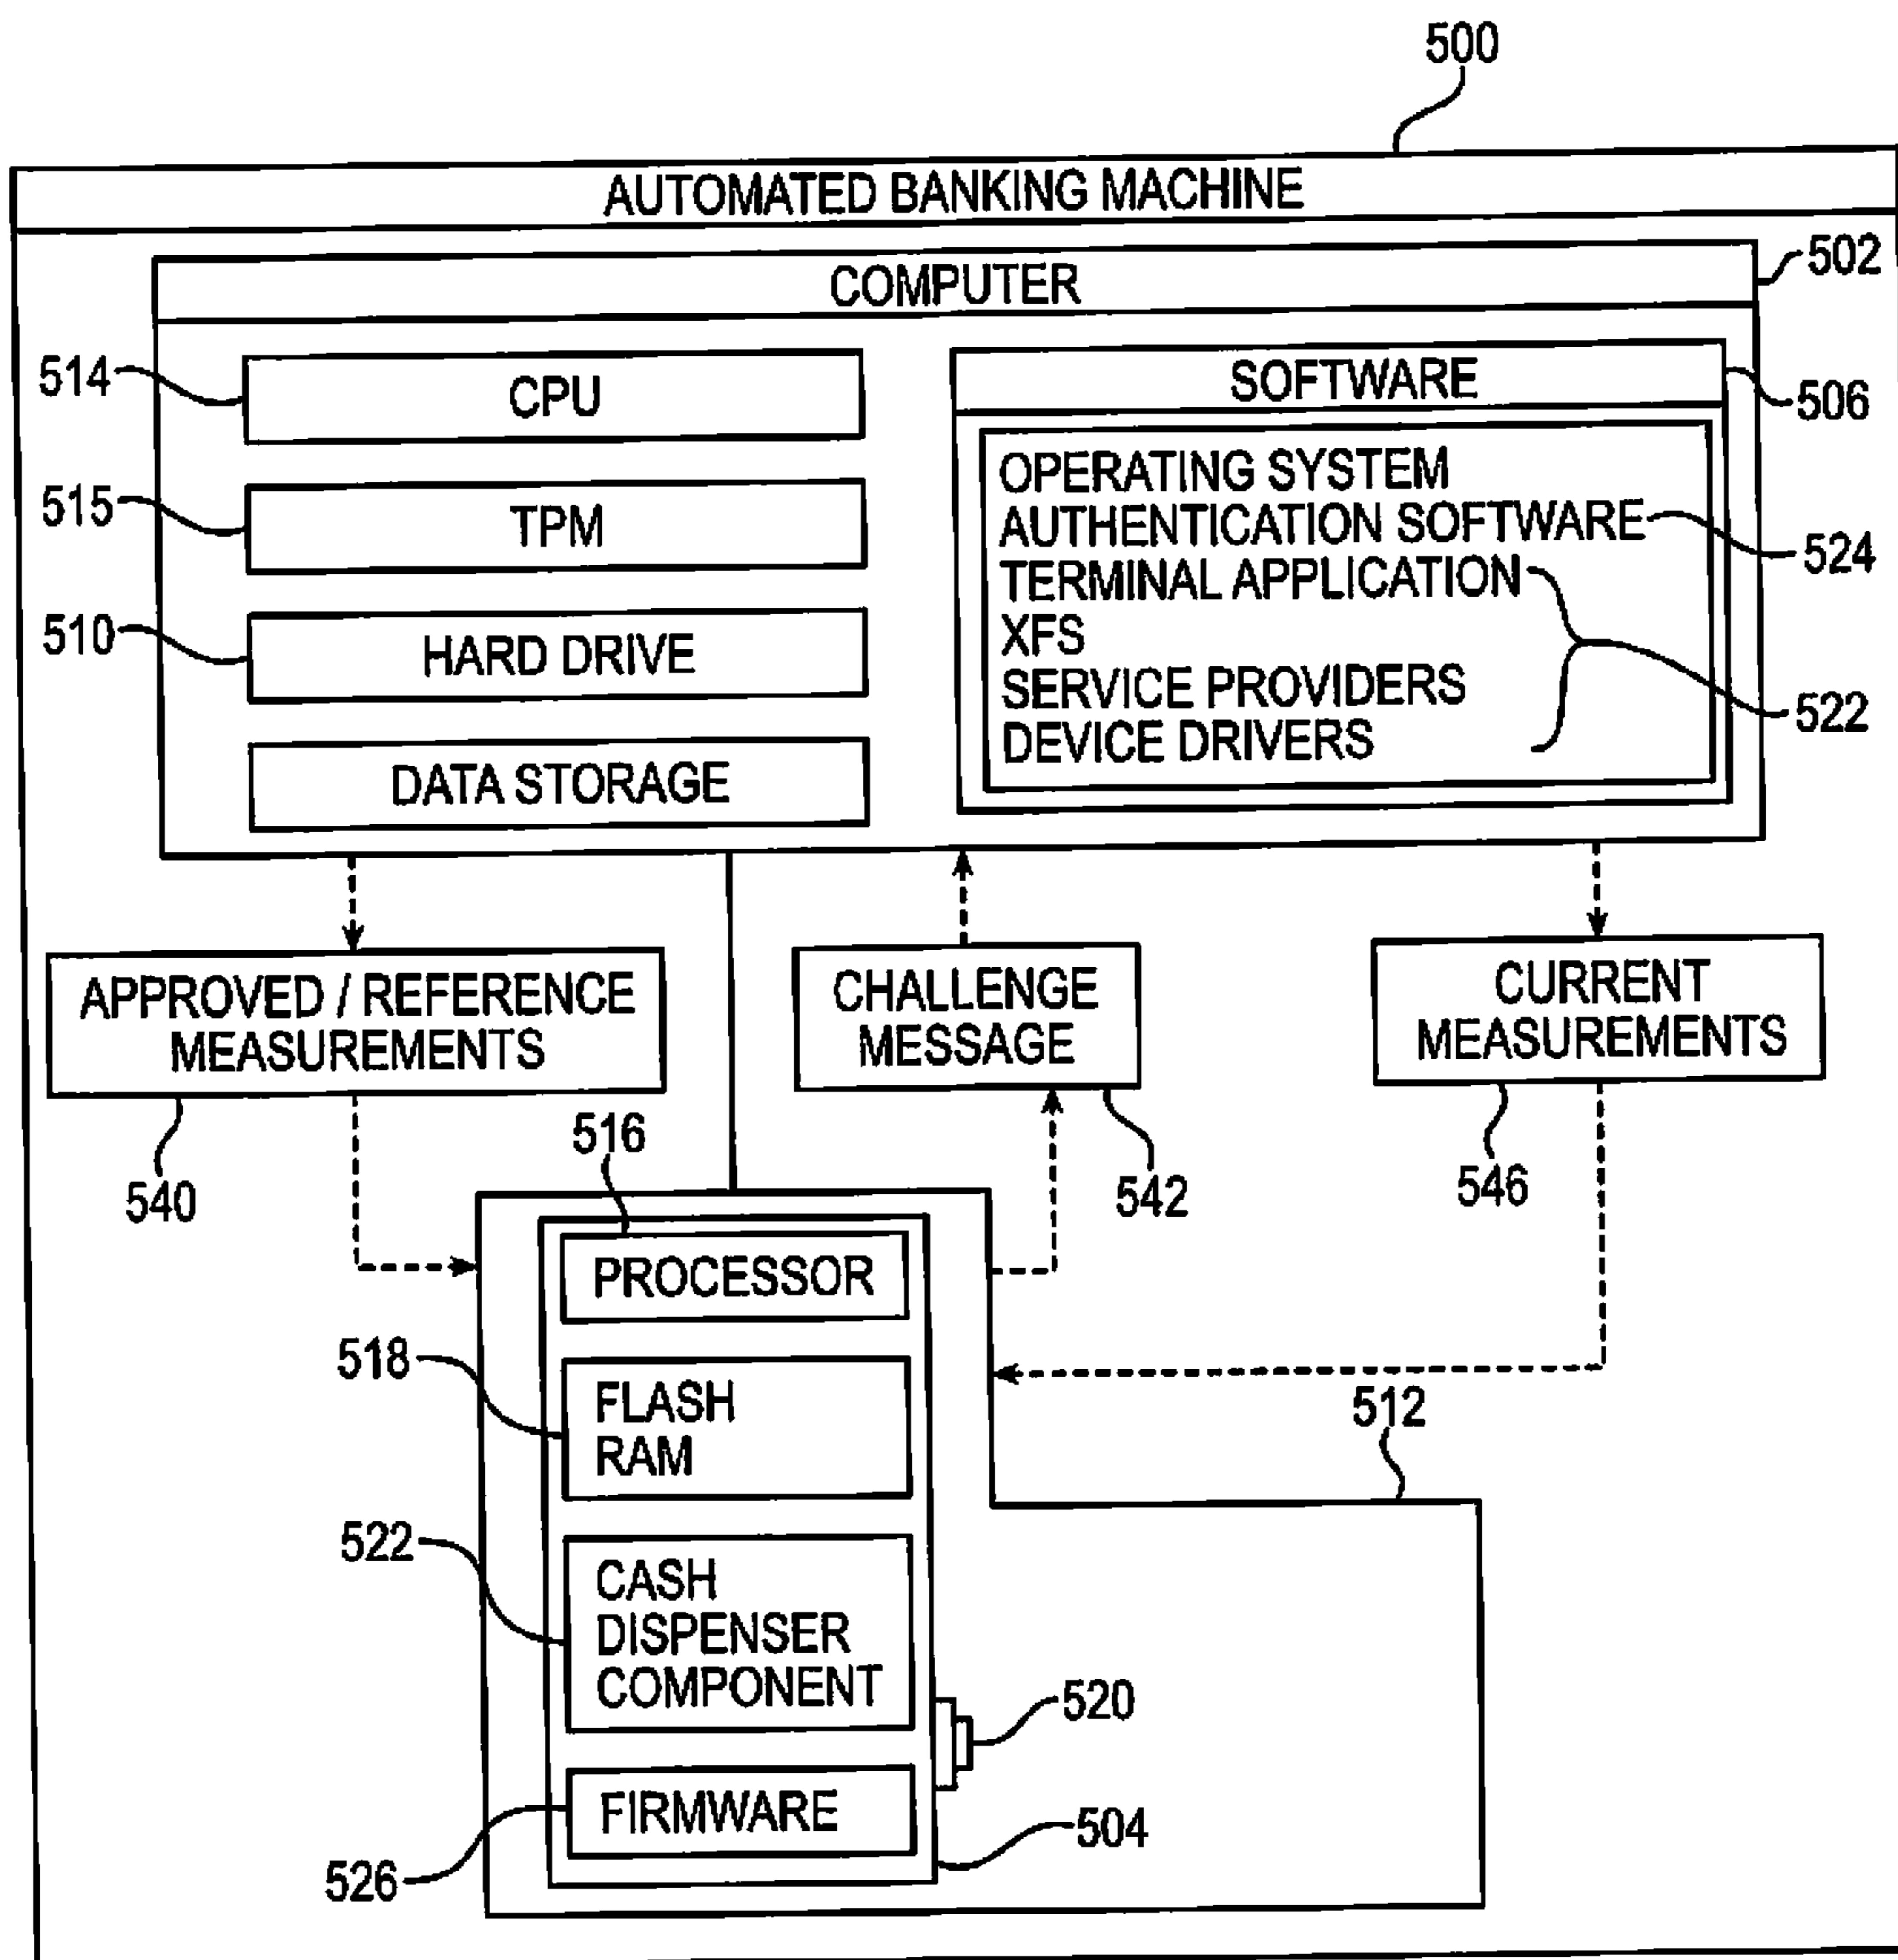 500
AUTOMATED BANKING MACHINE
COMPUTER
502
514
CPU
515
TPM
510
HARD DRIVE
DATA STORAGE
SOFTWARE
506
OPERATING SYSTEM
AUTHENTICATION SOFTWARE
524
TERMINAL APPLICATION
XFS
SERVICE PROVIDERS
DEVICE DRIVERS
522
APPROVED / REFERENCE
MEASUREMENTS
540
CHALLENGE
MESSAGE
542
CURRENT
MEASUREMENTS
546
516
PROCESSOR
518
FLASH
RAM
512
522
CASH
DISPENSER
COMPONENT
520
FIRMWARE
504
526